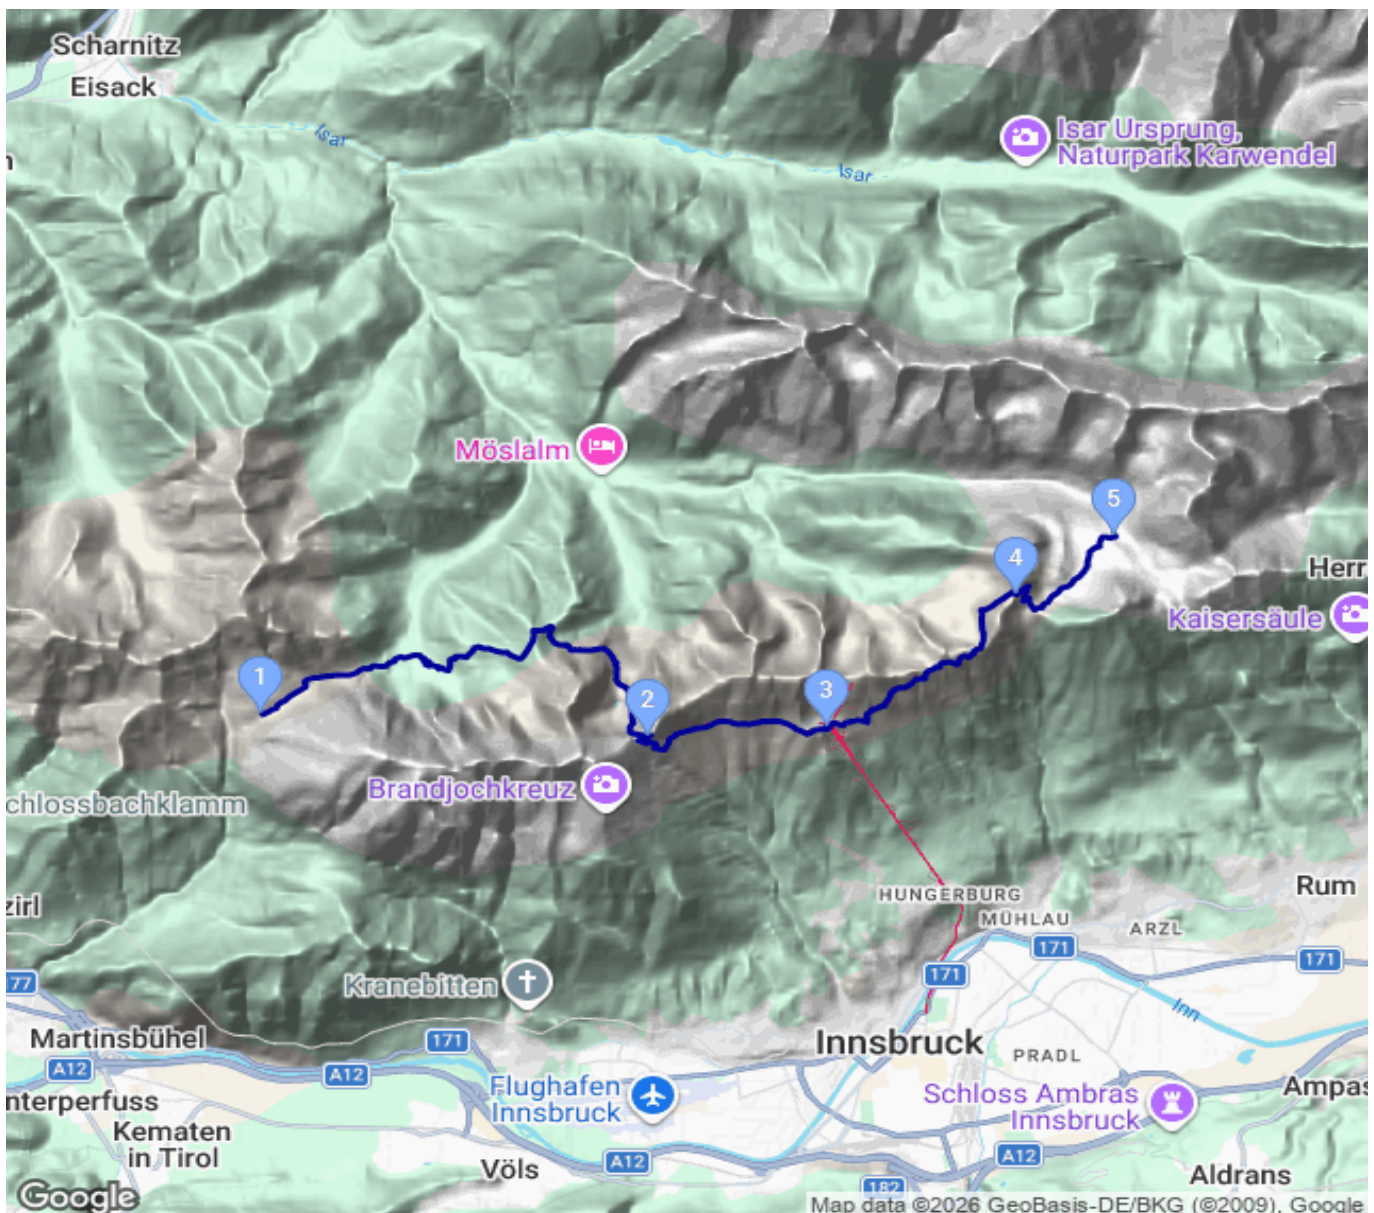 Scharnitz
Eisack
Isar
Isar
Isar Ursprung,
Naturpark Karwendel
n
Möslalm
5
4
Herr
Kaisersäule
1
2
3
Brandjochkreuz
chlossbachklamm
zirl
HUNGERBURG
Rum
MÜHLAU
ARZL
171
171
171
77
Kranebitten
Inn
Martinsbühel
171
Innsbruck
PRADL
A12
A12
Flughafen
Innsbruck
Schloss Ambras
Innsbruck
Ampas
nterperfuss
Kematen
in Tirol
Völs
A12
A12
Aldrans
182
Google
Map data ©2026 GeoBasis-DE/BKG (©2009), Google